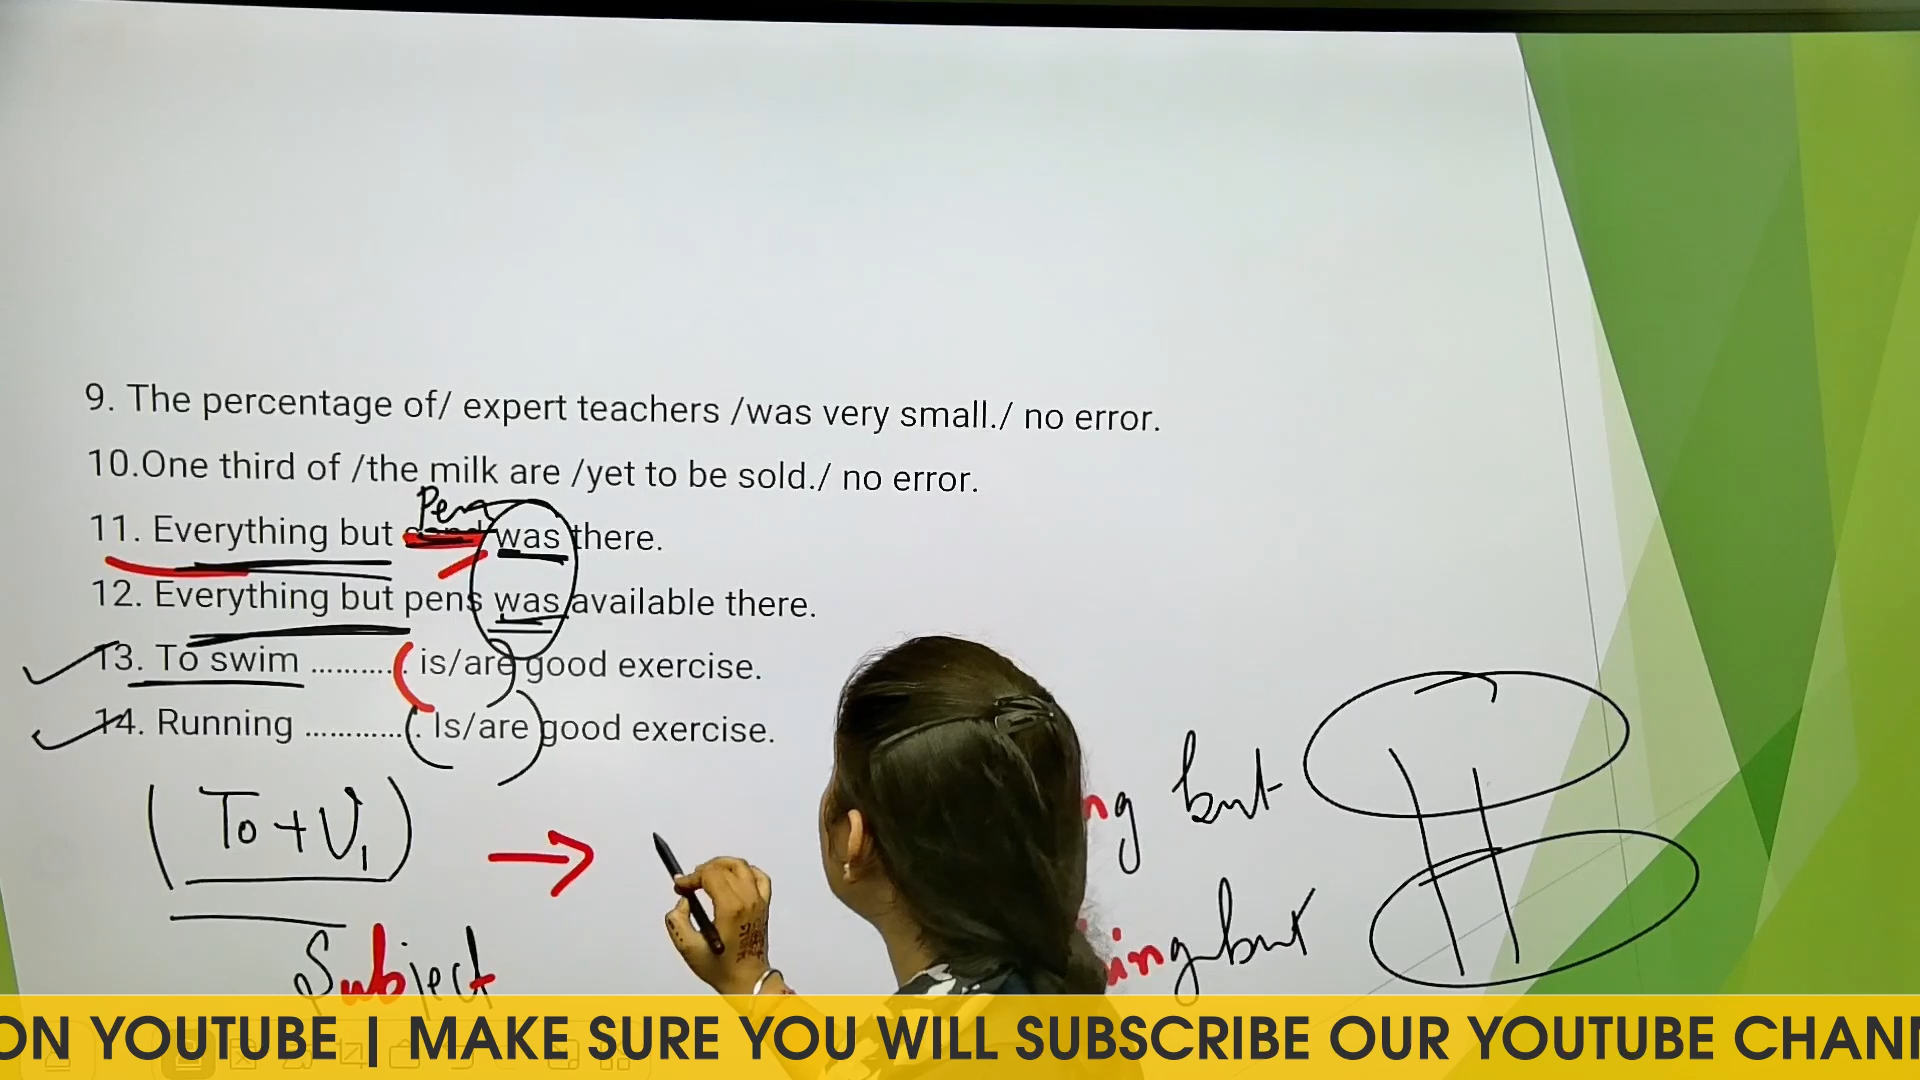 9. The percentage of/ expert teachers /was very small./ no error.
10.One third of /the milk are /yet to be sold./ no error.
Pen
11. Everything but was there.
12. Everything but pens was available there.
13. To swim ........... is/are good exercise.
14. Running ............. Is/are good exercise.
(To + V1)
ng but
Subject
ing but
ON YOUTUBE | MAKE SURE YOU WILL SUBSCRIBE OUR YOUTUBE CHANN